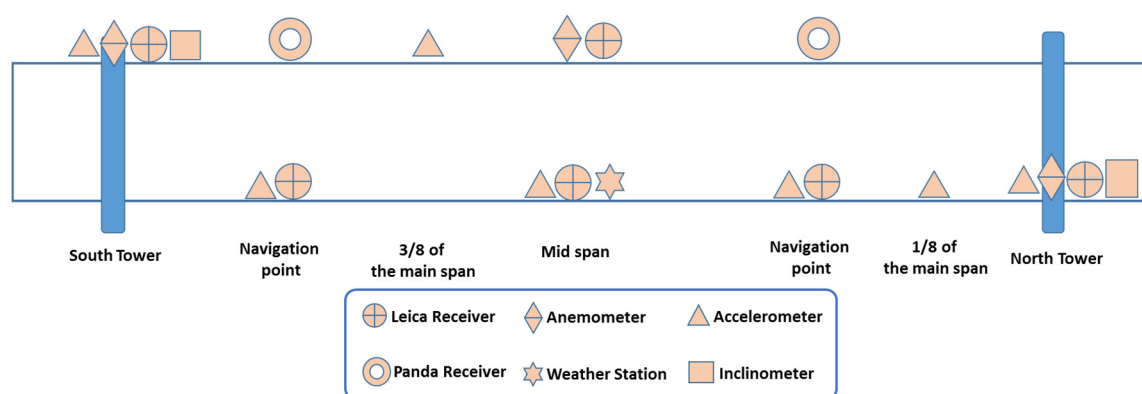 South Tower
Navigation
point
3/8 of
the main span
Mid span
Navigation
point
1/8 of
the main span
North Tower
Leica Receiver
Anemometer
Accelerometer
Panda Receiver
Weather Station
Inclinometer